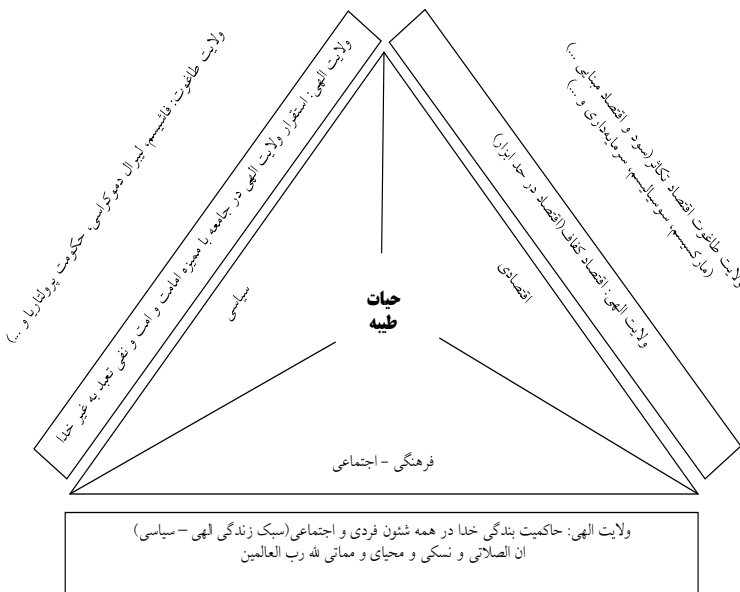 ولایت طاغوت: فاشیسم، لیبرال دموکراسی، حکومت پرولتاریا و ...)
ولایت الهی: استقرار ولایت الهی در جامعه با ممیزه امامت و امت و نفی تعبد به غیر خدا
ولایت طاغوت اقتصاد تکاثر (سود و اقتصاد مبنایی ...)
(مارکسیسم، سوسیالیسم، سرمایه‌داری و ...)
ولایت الهی: اقتصاد کفاف (اقتصاد در حد ابزار)
سیاسی
اقتصادی
حیات
طیبه
فرهنگی - اجتماعی
ولایت الهی: حاکمیت بندگی خدا در همه شئون فردی و اجتماعی(سبک زندگی الهی – سیاسی)
ان الصلاتی و نسکی و محیای و مماتی لله رب العالمین